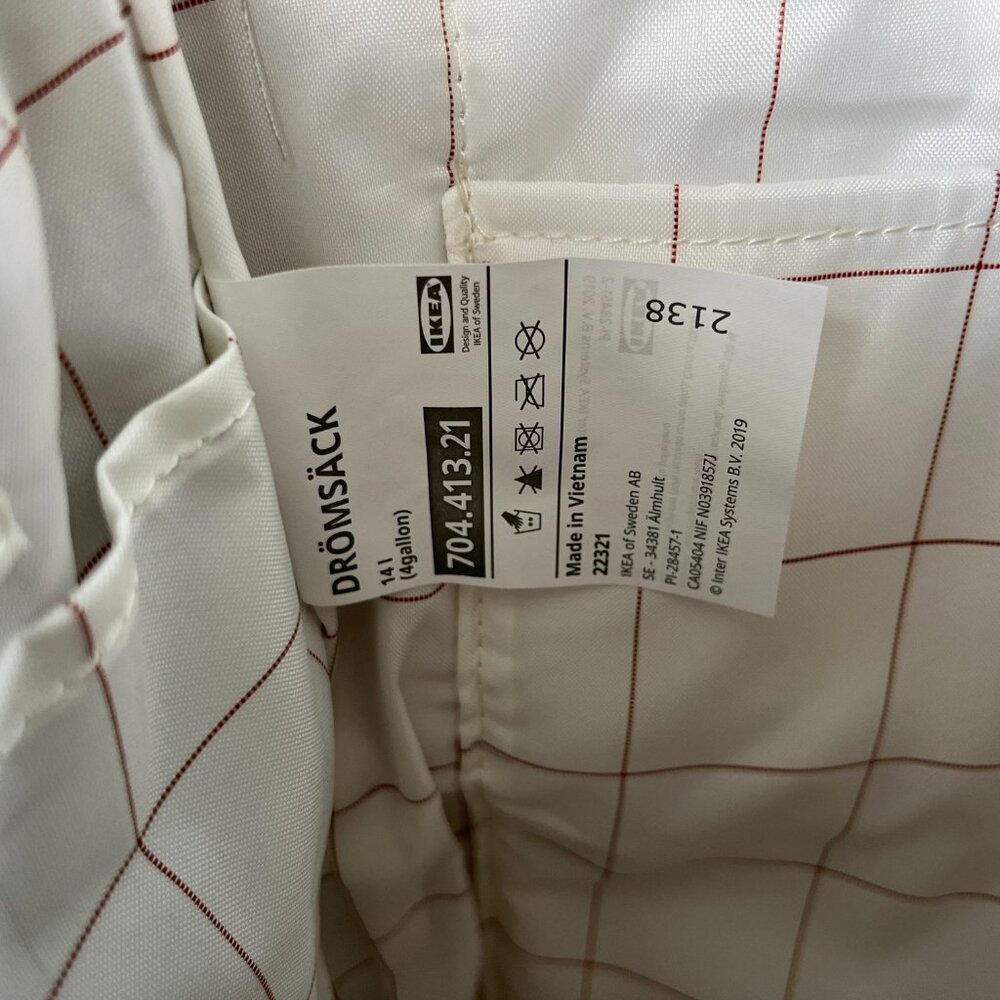 DRÖMSÄCK
14 l
(4gallon)
704.413.21
IKEA
Design and Quality
IKEA of Sweden
Made in Vietnam
22321
IKEA of Sweden AB
SE - 34381 Älmhult
PI-28457-1
CA05404 NIF N0391857J
© Inter IKEA Systems B.V. 2019
2138